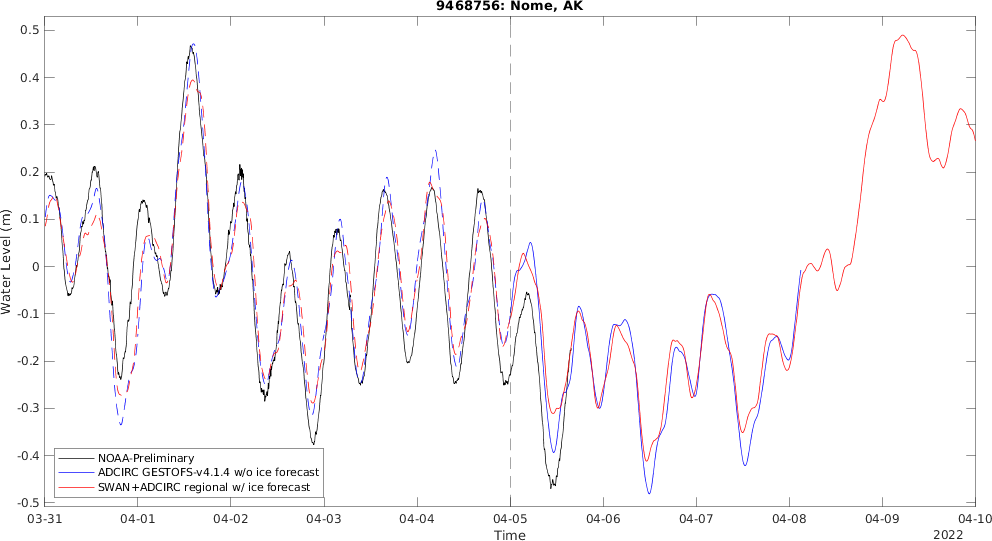 9468756: Nome, AK
0.5
0.4
0.3
0.2
0.1
0
-0.1
-0.2
-0.3
-0.4
-0.5
Water Level (m)
NOAA-Preliminary
ADCIRC GESTOFS-v4.1.4 w/o ice forecast
SWAN+ADCIRC regional w/ ice forecast
03-31 04-01 04-02 04-03 04-04 04-05 04-06 04-07 04-08 04-09 04-10
Time
2022